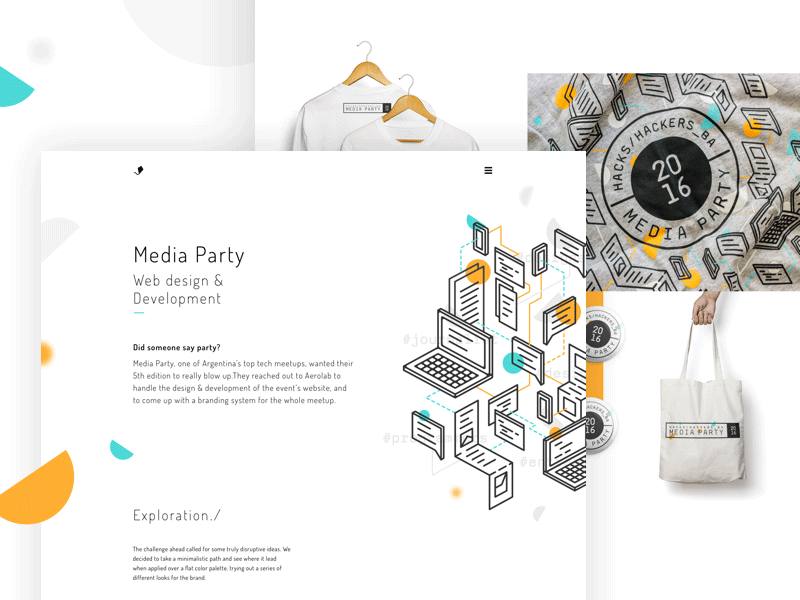 MEDIA PARTY
HACKS/HACKERS_BA
2016
MEDIA PARTY
Media Party
Web design &
Development
Did someone say party?
Media Party, one of Argentina's top tech meetups, wanted their
5th edition to really blow up.They reached out to Aerolab to
handle the design & development of the event's website, and
to come up with a branding system for the whole meetup.
Exploration./
The challenge ahead called for some truly disruptive ideas. We
decided to take a minimalistic path and see where it lead
when applied over a flat color palette, trying out a series of
different looks for the brand.
HACKS/HACKERS_BA
MEDIA PARTY